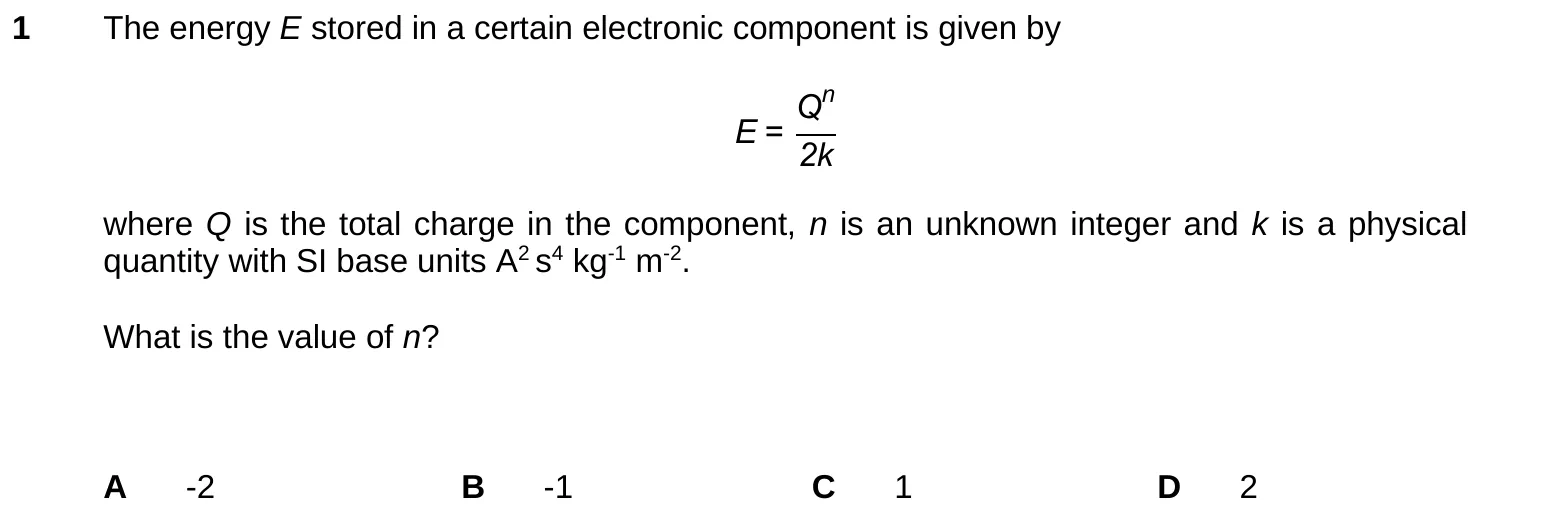 1 The energy E stored in a certain electronic component is given by
E = Qⁿ / 2k
where Q is the total charge in the component, n is an unknown integer and k is a physical
quantity with SI base units A² s⁴ kg⁻¹ m⁻².
What is the value of n?
A -2 B -1 C 1 D 2